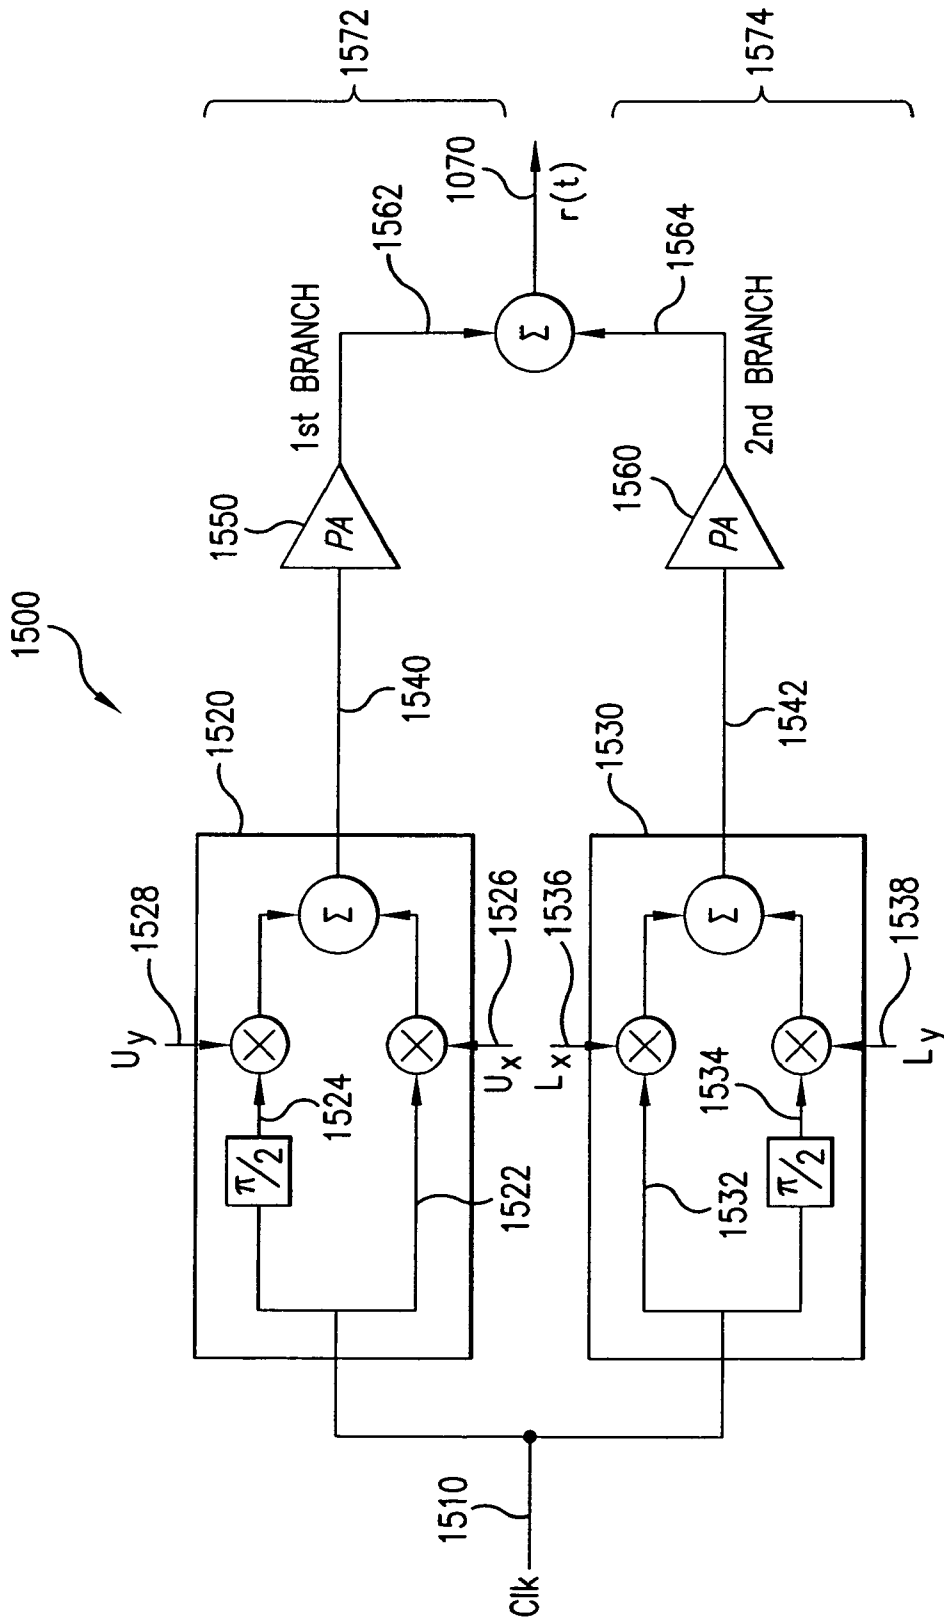 1500
Clk
1510
1520
U_y
1528
π/2
1524
1522
Σ
U_x
1526
1540
1550
PA
1st BRANCH
1562
1572
Σ
1070
r(t)
1530
L_x
1536
1532
π/2
1534
Σ
L_y
1538
1542
1560
PA
2nd BRANCH
1564
1574